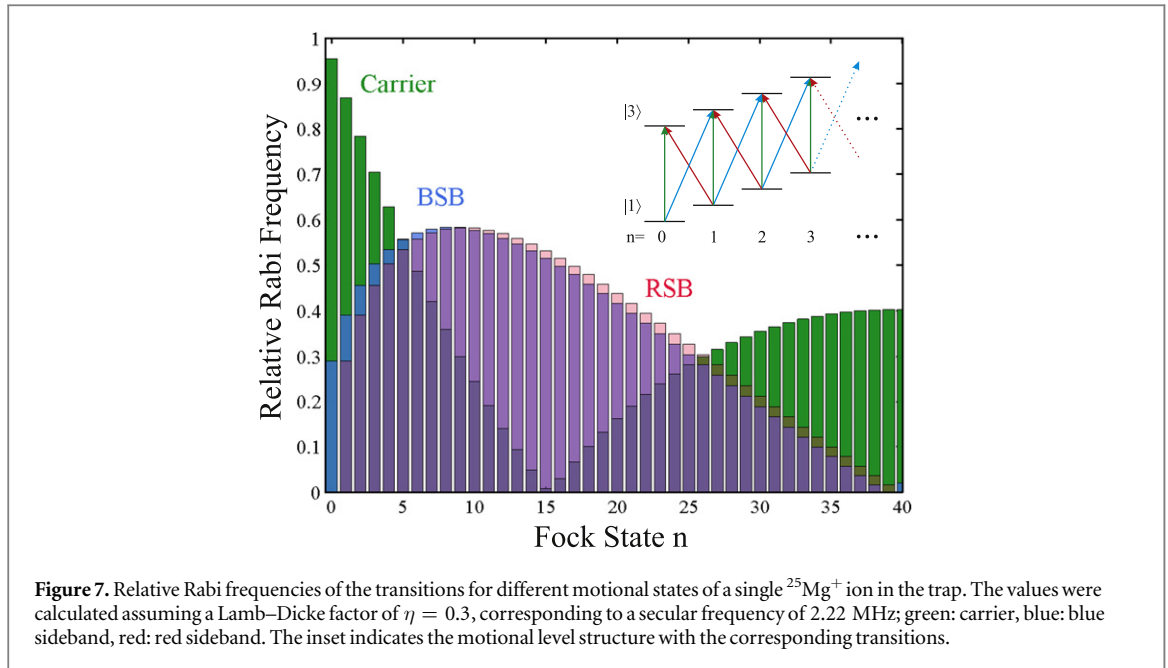 1
0.9
0.8
0.7
0.6
0.5
0.4
0.3
0.2
0.1
0
Relative Rabi Frequency
Carrier
BSB
RSB
|3⟩
|1⟩
n= 0 1 2 3 •••
•••
0 5 10 15 20 25 30 35 40
Fock State n
Figure 7. Relative Rabi frequencies of the transitions for different motional states of a single ²⁵Mg⁺ ion in the trap. The values were
calculated assuming a Lamb–Dicke factor of η = 0.3, corresponding to a secular frequency of 2.22 MHz; green: carrier, blue: blue
sideband, red: red sideband. The inset indicates the motional level structure with the corresponding transitions.